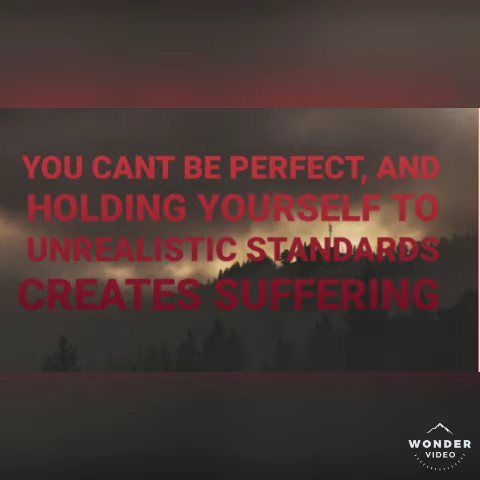 YOU CANT BE PERFECT, AND
HOLDING YOURSELF TO
UNREALISTIC STANDARDS
CREATES SUFFERING
WONDER
VIDEO